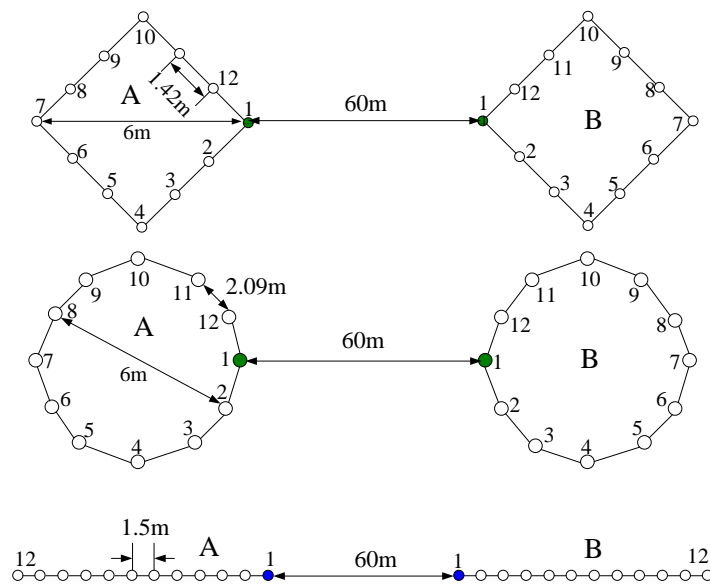 10 10
9 12 11 9
8 A 1.42m 1 60m 1 12 8
7 B 7
6m
6 2 2 6
5 3 3 5
4 4
10 10
9 11 11 9
8 2.09m
A 12 12 8
60m
7 1 1 B 7
6m
6 2 2 6
5 3 3 5
4 4
1.5m
12 A 1 60m 1 B 12